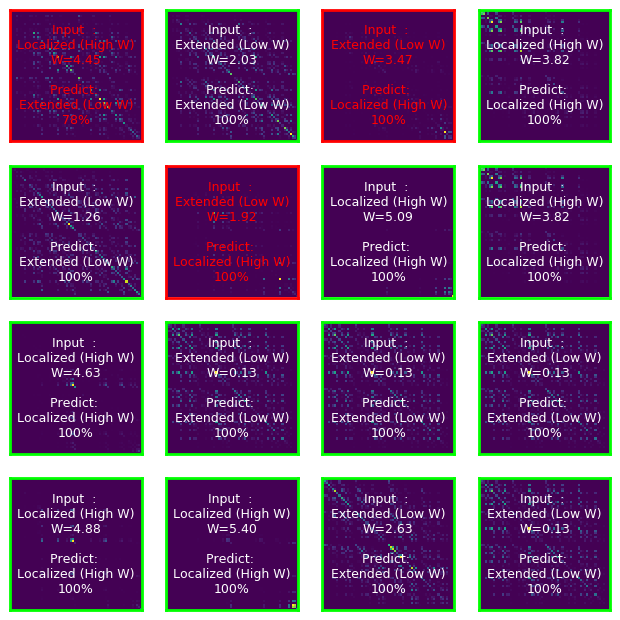 Input  :
Localized (High W)
W=4.45
Predict:
Extended (Low W)
78%
Input  :
Extended (Low W)
W=2.03
Predict:
Extended (Low W)
100%
Input  :
Extended (Low W)
W=3.47
Predict:
Localized (High W)
100%
Input  :
Localized (High W)
W=3.82
Predict:
Localized (High W)
100%
Input  :
Extended (Low W)
W=1.26
Predict:
Extended (Low W)
100%
Input  :
Extended (Low W)
W=1.92
Predict:
Localized (High W)
100%
Input  :
Localized (High W)
W=5.09
Predict:
Localized (High W)
100%
Input  :
Localized (High W)
W=3.82
Predict:
Localized (High W)
100%
Input  :
Localized (High W)
W=4.63
Predict:
Localized (High W)
100%
Input  :
Extended (Low W)
W=0.13
Predict:
Extended (Low W)
100%
Input  :
Extended (Low W)
W=0.13
Predict:
Extended (Low W)
100%
Input  :
Extended (Low W)
W=0.13
Predict:
Extended (Low W)
100%
Input  :
Localized (High W)
W=4.88
Predict:
Localized (High W)
100%
Input  :
Localized (High W)
W=5.40
Predict:
Localized (High W)
100%
Input  :
Extended (Low W)
W=2.63
Predict:
Extended (Low W)
100%
Input  :
Extended (Low W)
W=0.13
Predict:
Extended (Low W)
100%